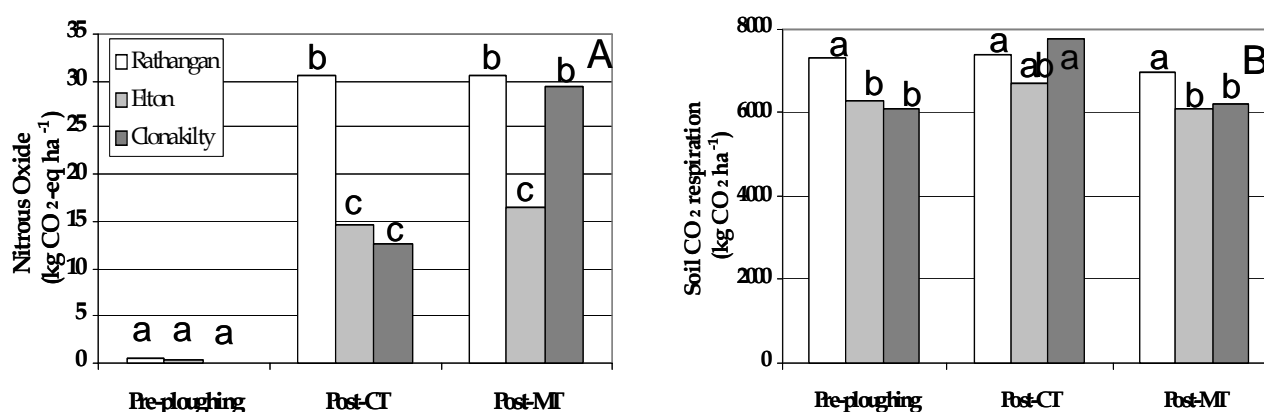 35
30
25
20
15
10
5
0
Nitrous Oxide
(kg CO₂-eq ha⁻¹)
Rathangan
Elton
Clonakilty
a a a
b c c
b c b
A
Pre-ploughing Post-CT Post-MT
8000
6000
4000
2000
0
Soil CO₂ respiration
(kg CO₂ ha⁻¹)
a b b
a ab a
a b b
B
Pre-ploughing Post-CT Post-MT